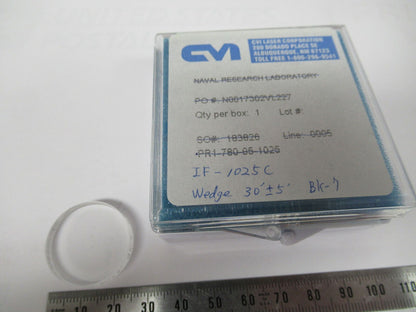 CVI
CVI LASER CORPORATION
200 DORADO PLACE SE
ALBUQUERQUE, NM 87123
TOLL FREE 1-800-296-9541
NAVAL RESEARCH LABORATORY
PO #: N0017302VL227
Qty per box: 1 Lot #:
SO#: 183826 Line: 0005
PR1-780-05-1025
IF - 1025 C
Wedge 30'±5' BK-7
10 20 30 40 50 60 70 80 90 100 110